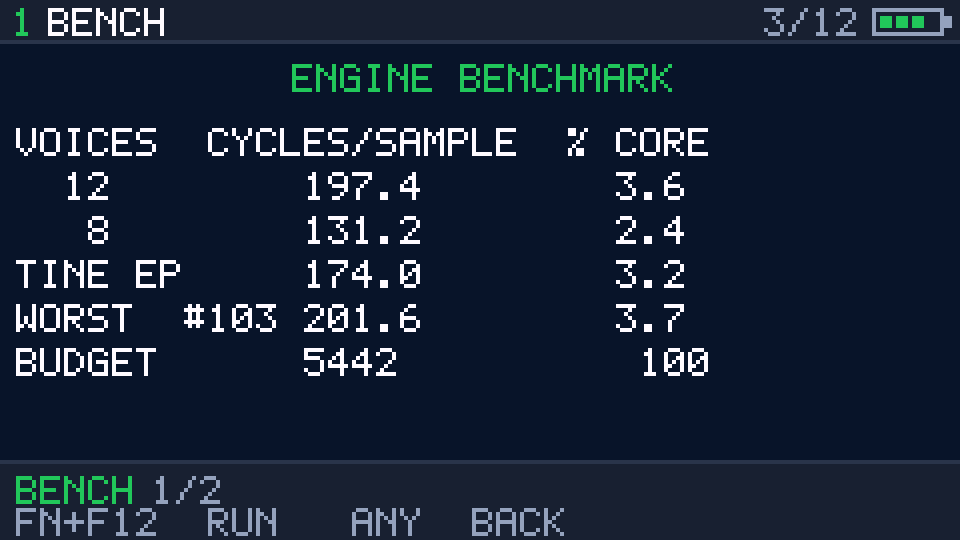 1 BENCH 3/12
ENGINE BENCHMARK
VOICES CYCLES/SAMPLE % CORE
12 197.4 3.6
8 131.2 2.4
TINE EP 174.0 3.2
WORST #103 201.6 3.7
BUDGET 5442 100
BENCH 1/2
FN+F12 RUN ANY BACK